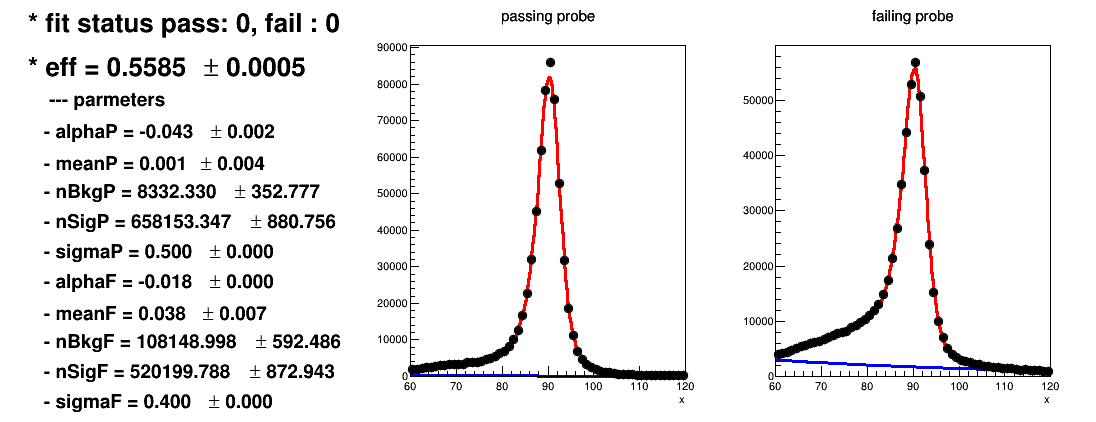 * fit status pass: 0, fail : 0
* eff = 0.5585 ± 0.0005
--- parmeters
- alphaP = -0.043 ± 0.002
- meanP = 0.001 ± 0.004
- nBkgP = 8332.330 ± 352.777
- nSigP = 658153.347 ± 880.756
- sigmaP = 0.500 ± 0.000
- alphaF = -0.018 ± 0.000
- meanF = 0.038 ± 0.007
- nBkgF = 108148.998 ± 592.486
- nSigF = 520199.788 ± 872.943
- sigmaF = 0.400 ± 0.000
passing probe
90000
80000
70000
60000
50000
40000
30000
20000
10000
0
60 70 80 90 100 110 120
x
failing probe
50000
40000
30000
20000
10000
0
60 70 80 90 100 110 120
x